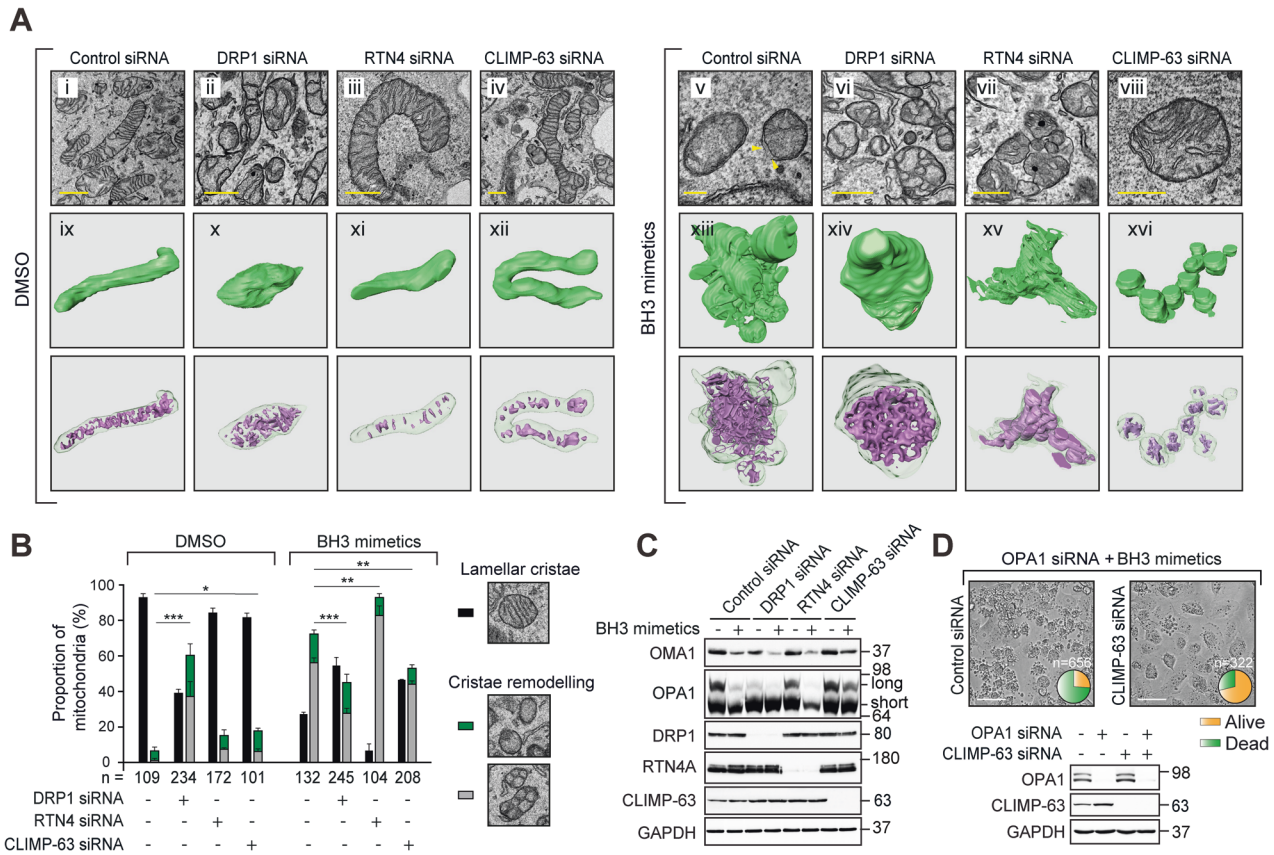 A
Control siRNA DRP1 siRNA RTN4 siRNA CLIMP-63 siRNA
Control siRNA DRP1 siRNA RTN4 siRNA CLIMP-63 siRNA
DMSO
i ii iii iv
ix x xi xii
BH3 mimetics
v vi vii viii
xiii xiv xv xvi
B
DMSO BH3 mimetics
Proportion of
mitochondria (%)
100
80
60
40
20
0
*** *
*** ** **
n = 109 234 172 101 132 245 104 208
DRP1 siRNA - + - - - + - -
RTN4 siRNA - - + - - - + -
CLIMP-63 siRNA - - - + - - - +
Lamellar cristae
Cristae remodelling
C
Control siRNA
DRP1 siRNA
RTN4 siRNA
CLIMP-63 siRNA
BH3 mimetics - + - + - + - +
OMA1 37
98
OPA1 long
short
64
DRP1 80
180
RTN4A
CLIMP-63 63
GAPDH 37
D
OPA1 siRNA + BH3 mimetics
Control siRNA
n=656
CLIMP-63 siRNA
n=322
Alive
Dead
OPA1 siRNA - + - +
CLIMP-63 siRNA - - + +
OPA1 98
CLIMP-63 63
GAPDH 37